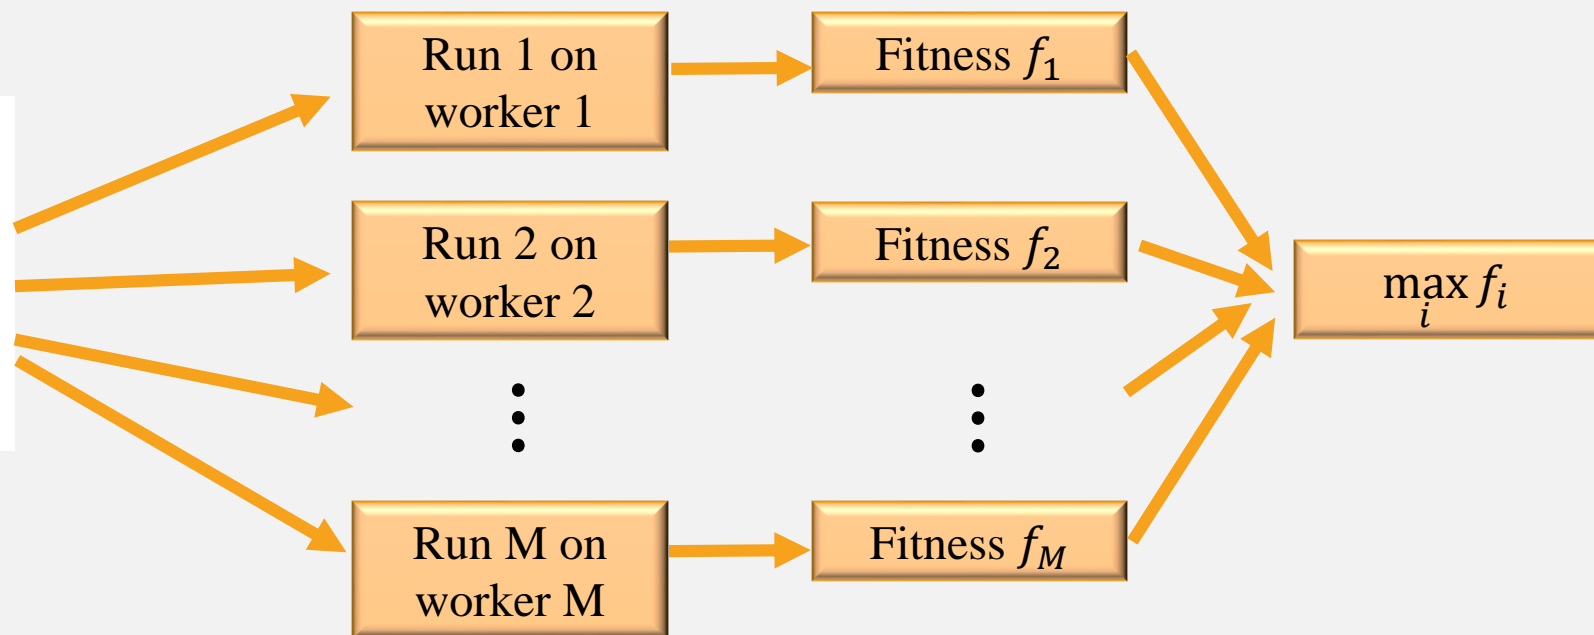 Run 1 on
worker 1
Fitness f₁
Run 2 on
worker 2
Fitness f₂
max fᵢ
i
⋮ ⋮
Run M on
worker M
Fitness f_M